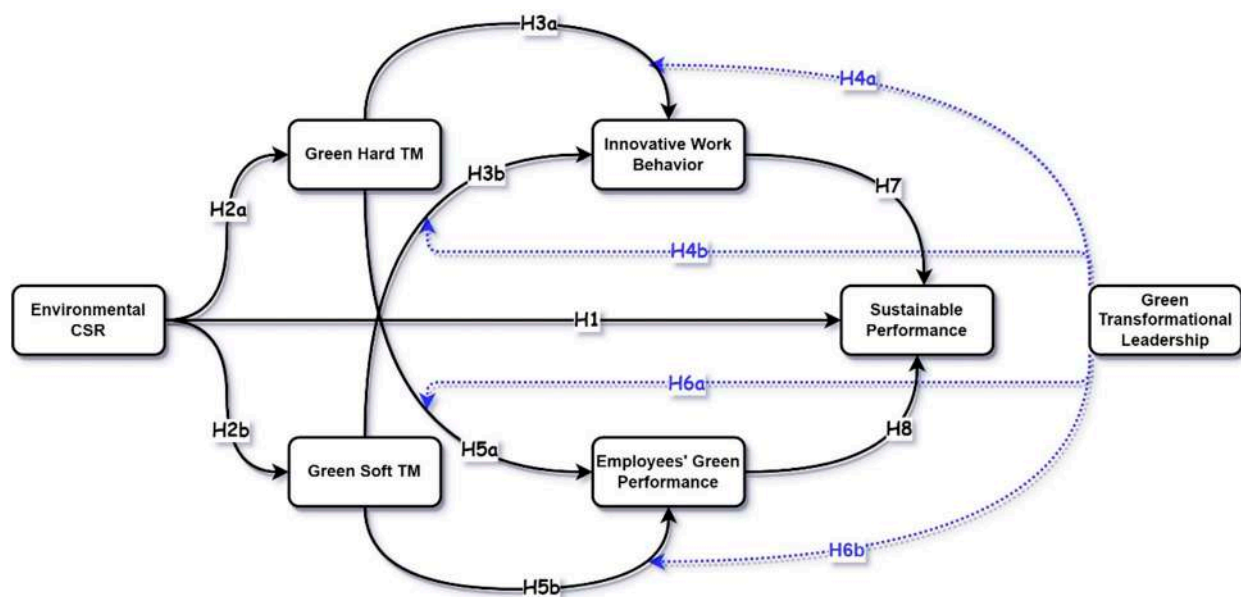 H3a
H4a
Green Hard TM
Innovative Work
Behavior
H3b
H7
H2a
H4b
Environmental
CSR
H1
Sustainable
Performance
Green
Transformational
Leadership
H6a
H2b
H5a
H8
Green Soft TM
Employees' Green
Performance
H6b
H5b